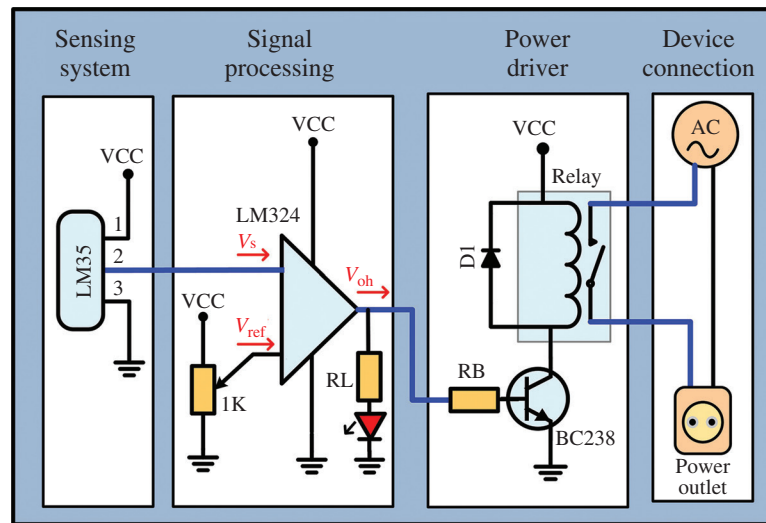 Sensing
system
Signal
processing
Power
driver
Device
connection
VCC
1
2
3
LM35
VCC
LM324
Vs
Voh
VCC
Vref
1K
RL
VCC
Relay
D1
RB
BC238
AC
Power
outlet